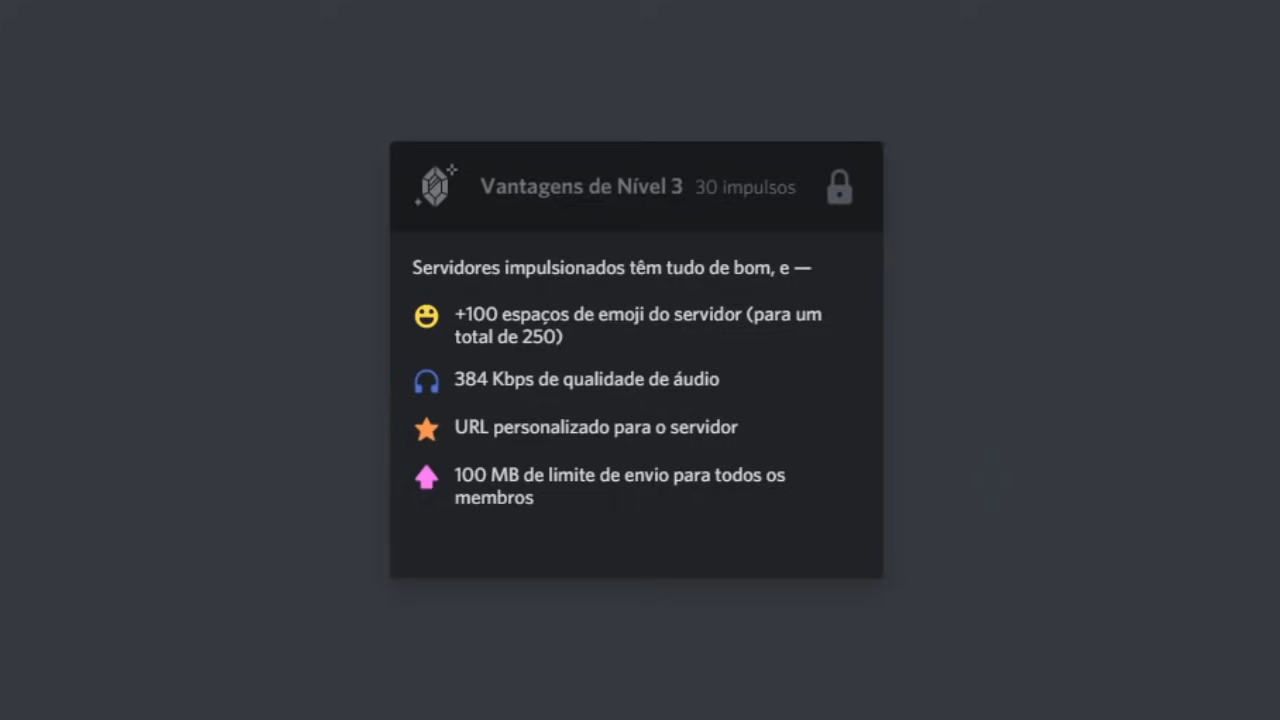 Vantagens de Nível 3 30 impulsos
Servidores impulsionados têm tudo de bom, e —
+100 espaços de emoji do servidor (para um
total de 250)
384 Kbps de qualidade de áudio
URL personalizado para o servidor
100 MB de limite de envio para todos os
membros